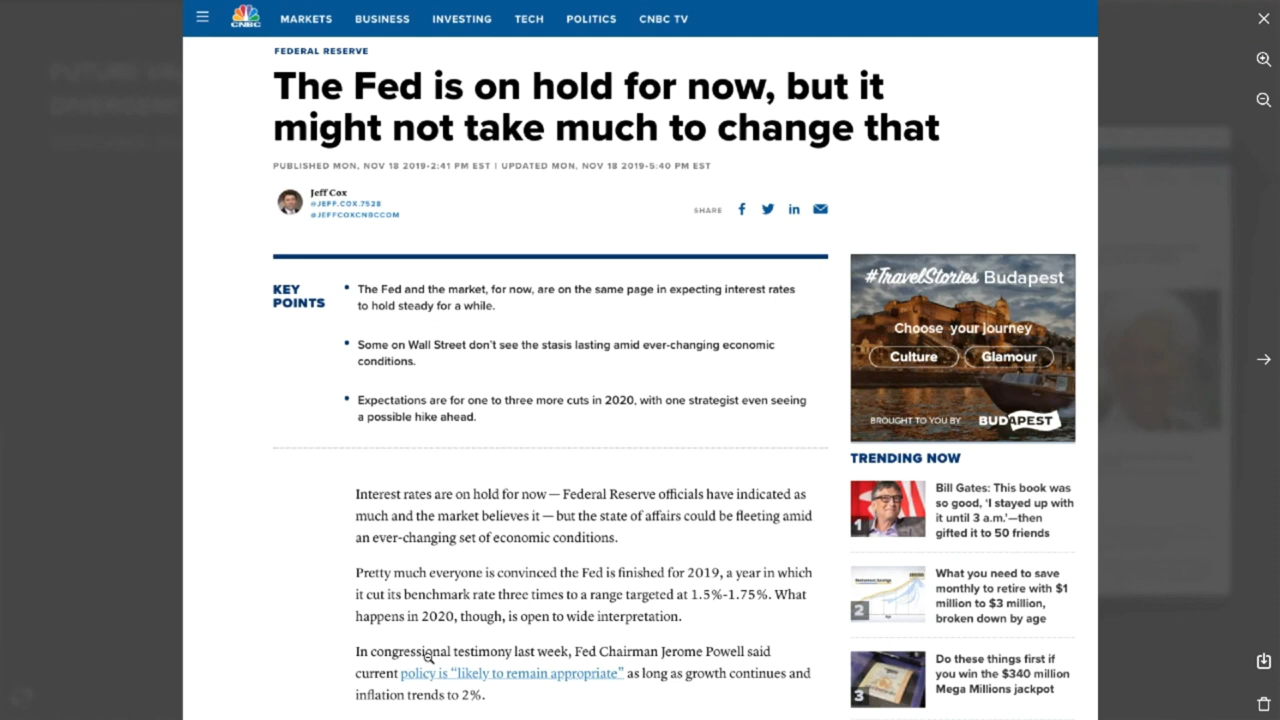 CNBC
MARKETS BUSINESS INVESTING TECH POLITICS CNBC TV
FEDERAL RESERVE
The Fed is on hold for now, but it
might not take much to change that
PUBLISHED MON, NOV 18 2019•2:41 PM EST | UPDATED MON, NOV 18 2019•5:40 PM EST
Jeff Cox
@JEFF.COX.7528
@JEFFCOXCNBCCOM
SHARE
KEY
POINTS
• The Fed and the market, for now, are on the same page in expecting interest rates
to hold steady for a while.
• Some on Wall Street don't see the stasis lasting amid ever-changing economic
conditions.
• Expectations are for one to three more cuts in 2020, with one strategist even seeing
a possible hike ahead.
Interest rates are on hold for now — Federal Reserve officials have indicated as
much and the market believes it — but the state of affairs could be fleeting amid
an ever-changing set of economic conditions.
Pretty much everyone is convinced the Fed is finished for 2019, a year in which
it cut its benchmark rate three times to a range targeted at 1.5%-1.75%. What
happens in 2020, though, is open to wide interpretation.
In congressional testimony last week, Fed Chairman Jerome Powell said
current policy is “likely to remain appropriate” as long as growth continues and
inflation trends to 2%.
#TravelStories Budapest
Choose your journey
Culture Glamour
BROUGHT TO YOU BY BUDAPEST
TRENDING NOW
1
Bill Gates: This book was
so good, ‘I stayed up with
it until 3 a.m.’—then
gifted it to 50 friends
2
What you need to save
monthly to retire with $1
million to $3 million,
broken down by age
3
Do these things first if
you win the $340 million
Mega Millions jackpot